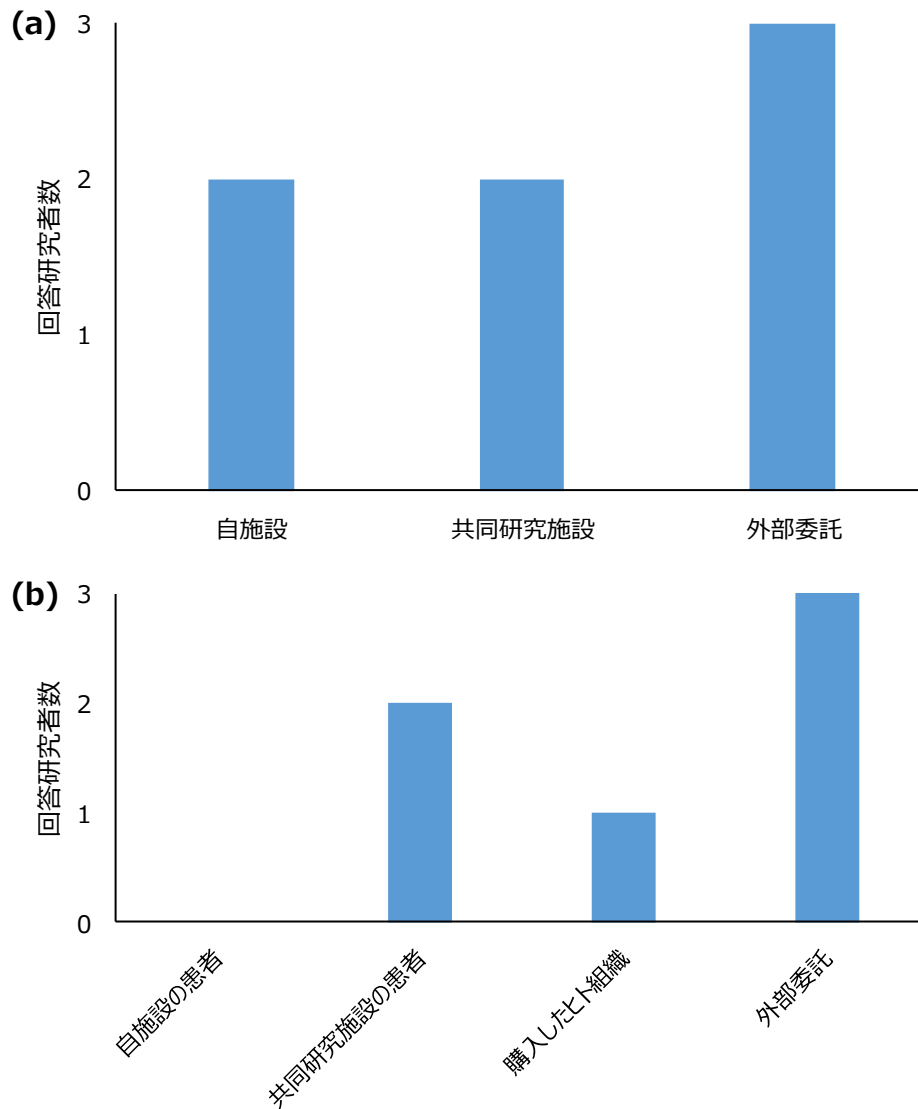 (a)
3
2
1
0
回答研究者数
自施設
共同研究施設
外部委託
(b)
3
2
1
0
回答研究者数
自施設の患者
共同研究施設の患者
購入したヒト組織
外部委託